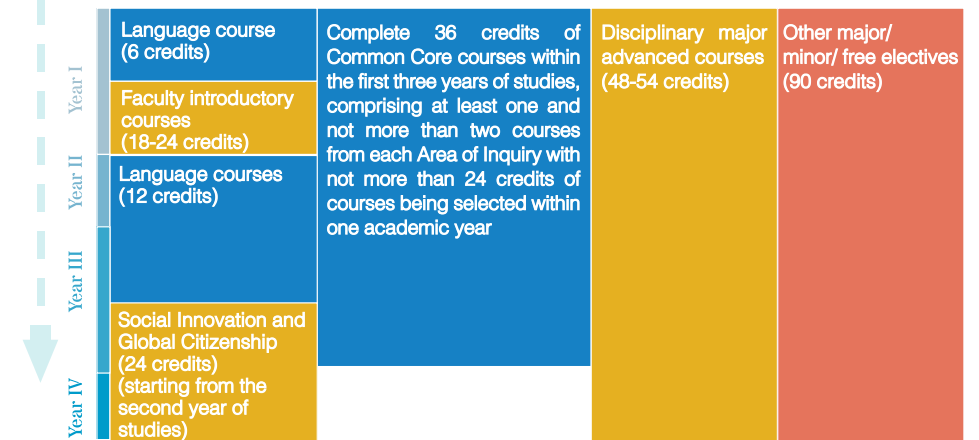 Year I
Year II
Year III
Year IV
Language course
(6 credits)
Faculty introductory
courses
(18-24 credits)
Language courses
(12 credits)
Social Innovation and
Global Citizenship
(24 credits)
(starting from the
second year of
studies)
Complete 36 credits of
Common Core courses within
the first three years of studies,
comprising at least one and
not more than two courses
from each Area of Inquiry with
not more than 24 credits of
courses being selected within
one academic year
Disciplinary major
advanced courses
(48-54 credits)
Other major/
minor/ free electives
(90 credits)